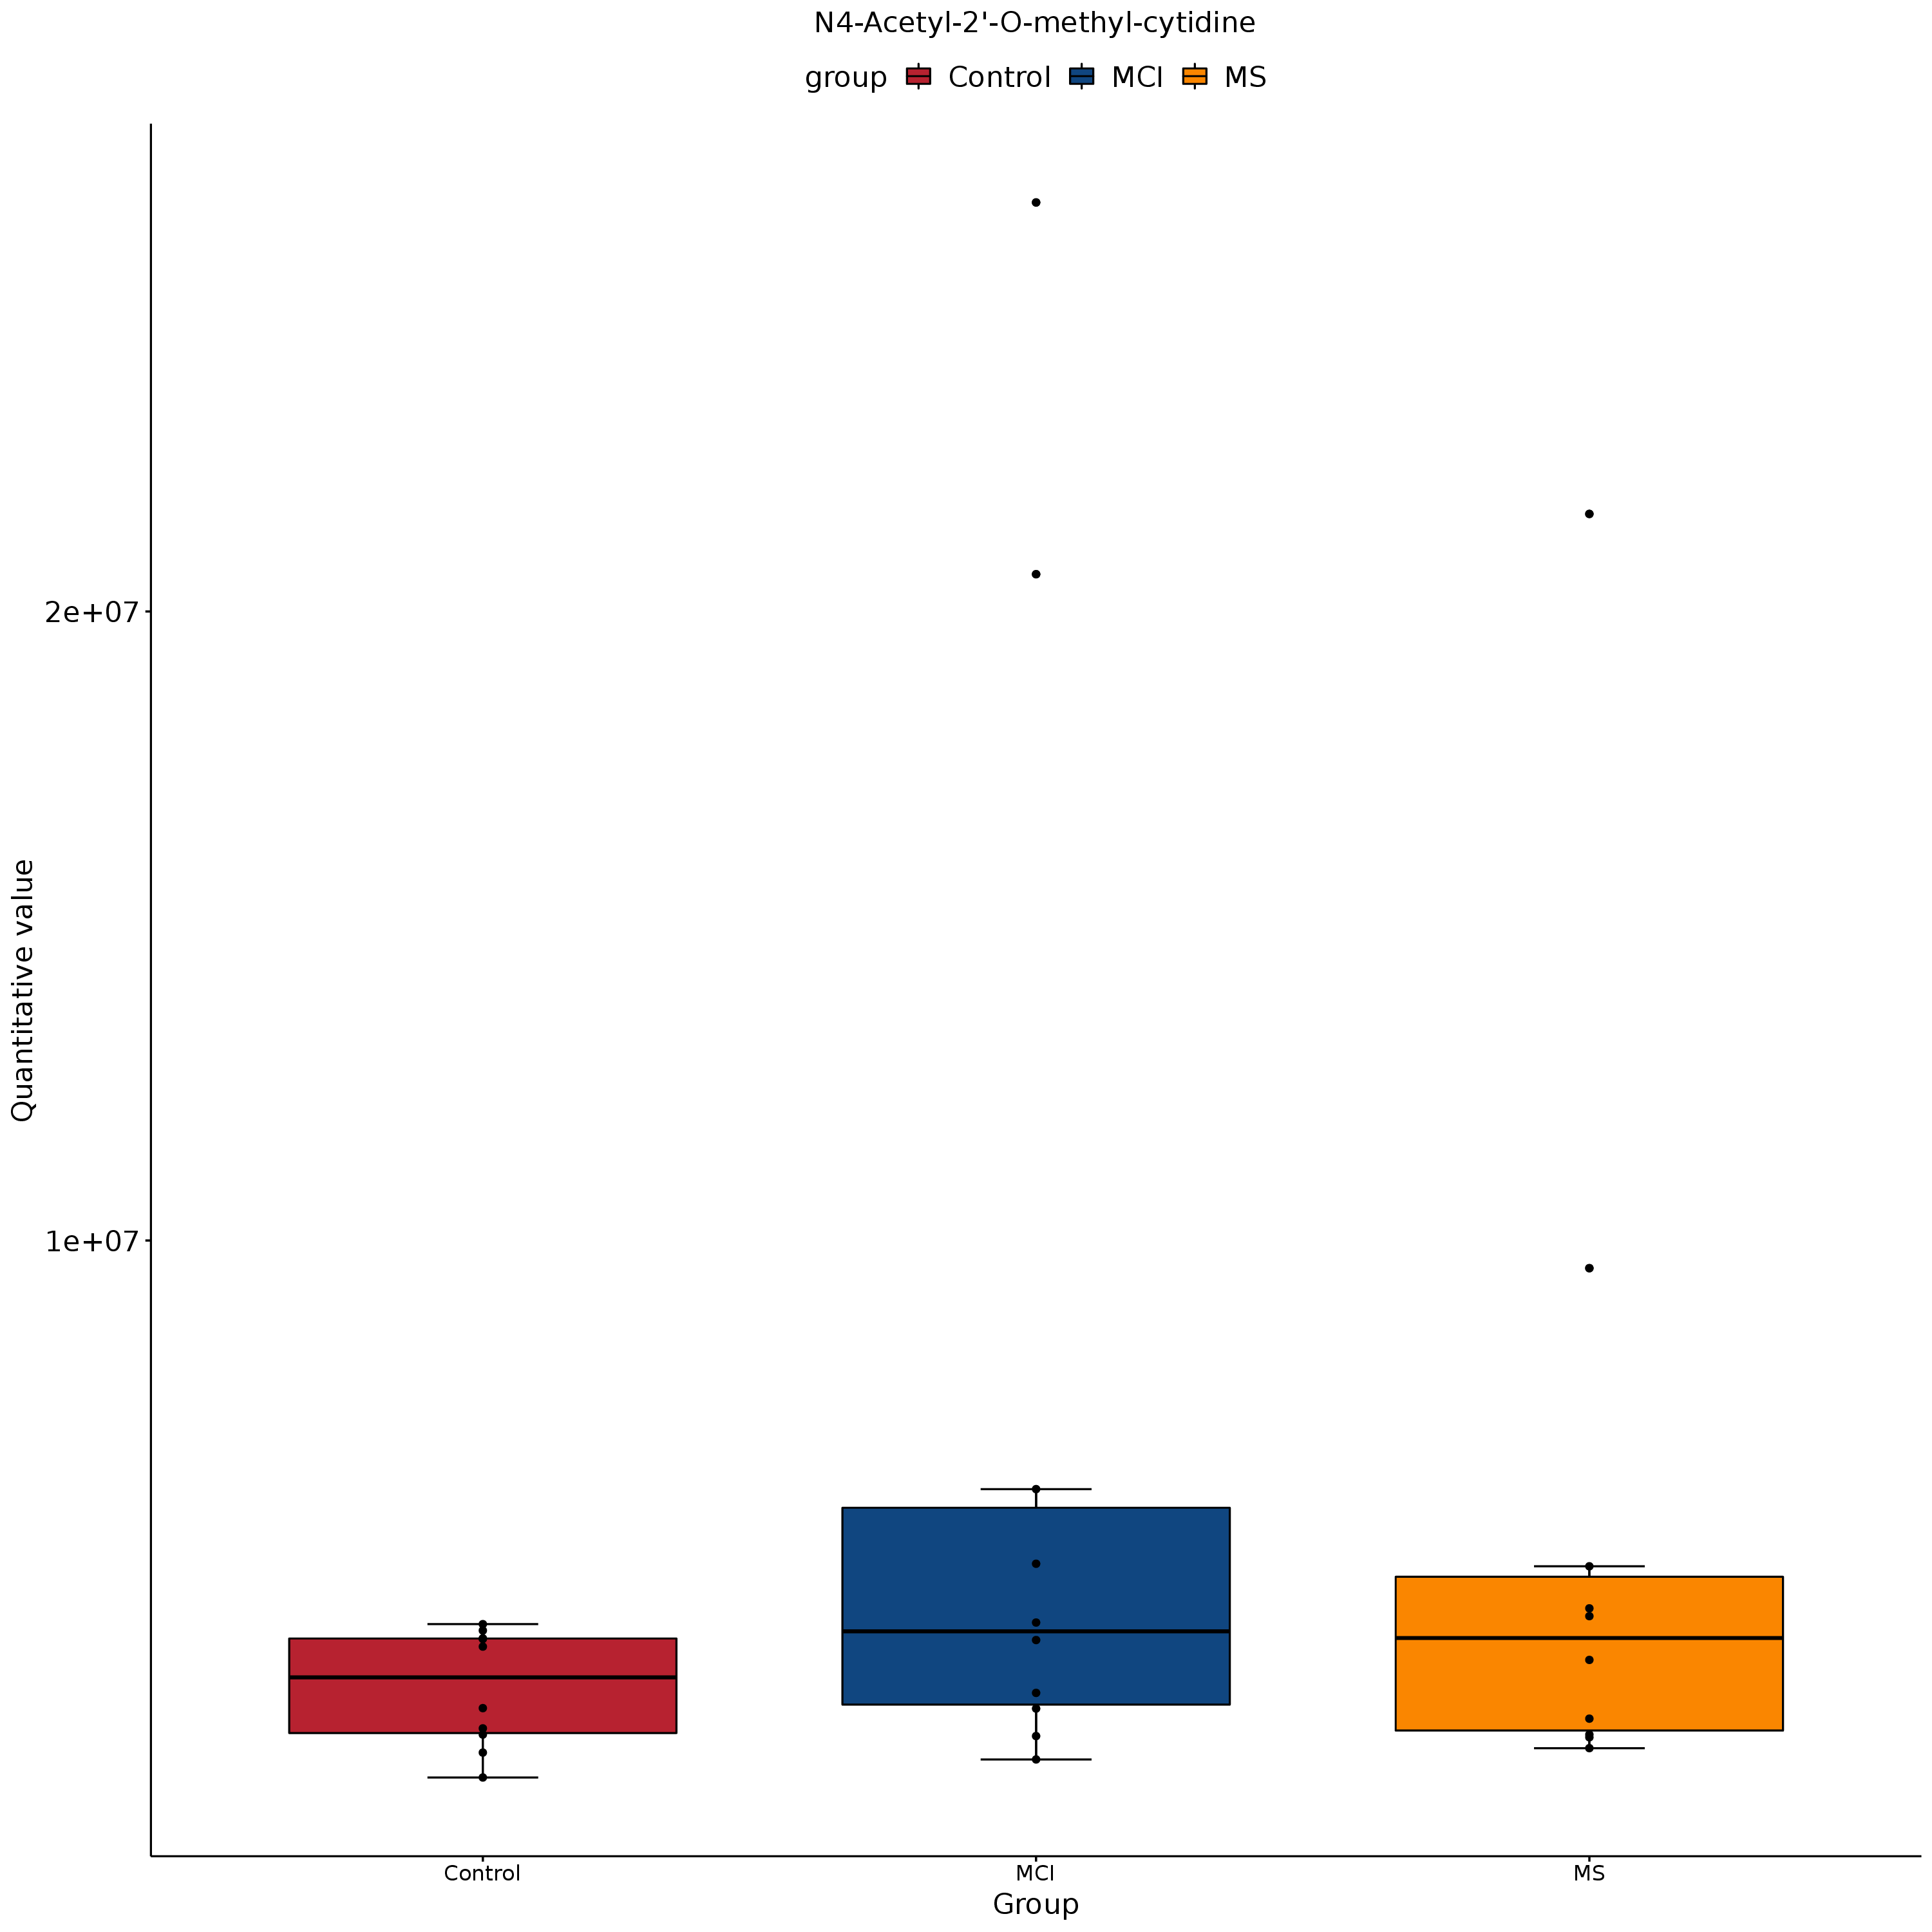 N4-Acetyl-2'-O-methyl-cytidine
group Control MCI MS
2e+07
1e+07
Quantitative value
Control MCI MS
Group